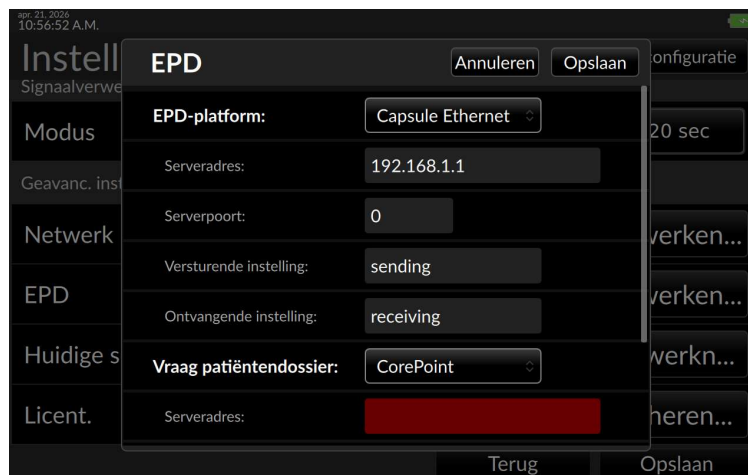 apr. 21, 2026
10:56:52 A.M.
Instell
onfiguratie
Signaalverwe
Modus
20 sec
Geavanc. inst
Netwerk
werken...
EPD
werken...
Huidige s
werkn...
Licent.
heren...
Terug
Opslaan
EPD
Annuleren
Opslaan
EPD-platform:
Capsule Ethernet
Serveradres:
192.168.1.1
Serverpoort:
0
Versturende instelling:
sending
Ontvangende instelling:
receiving
Vraag patiëntendossier:
CorePoint
Serveradres: